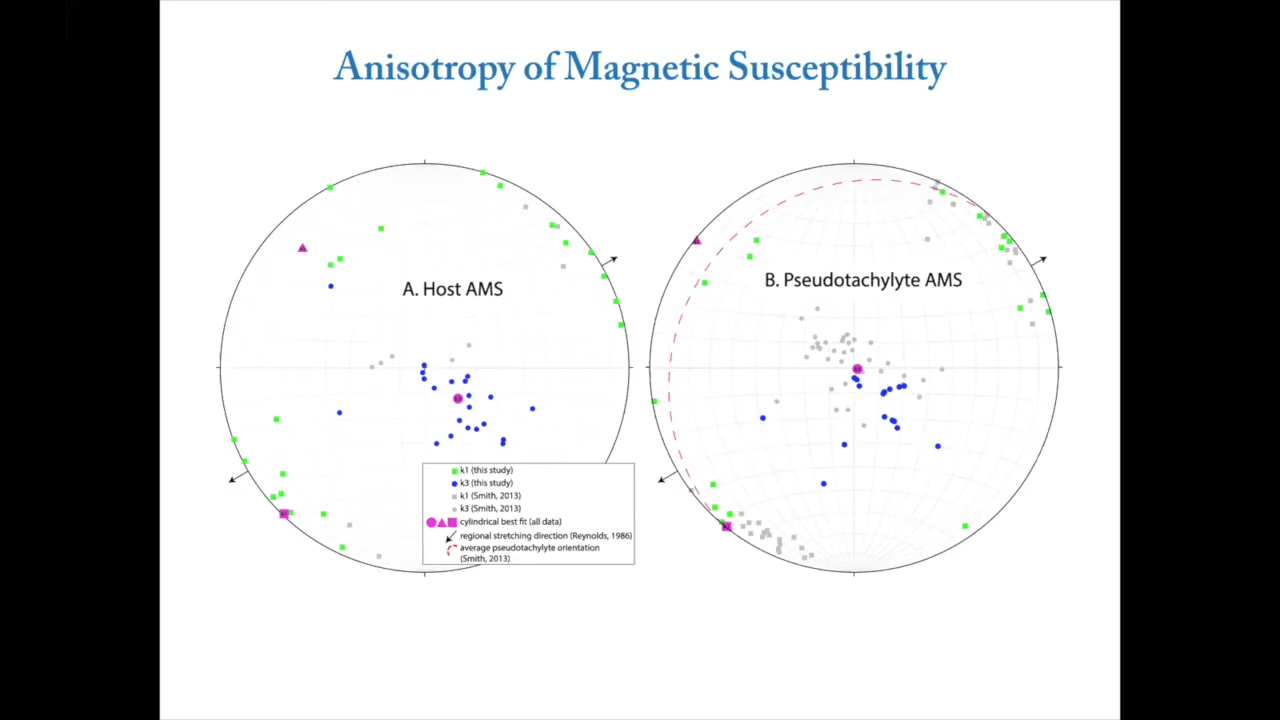 Anisotropy of Magnetic Susceptibility
A. Host AMS
B. Pseudotachylyte AMS
k1 (this study)
k3 (this study)
k1 (Smith, 2013)
k3 (Smith, 2013)
cylindrical best fit (all data)
regional stretching direction (Reynolds, 1986)
average pseudotachylyte orientation
(Smith, 2013)